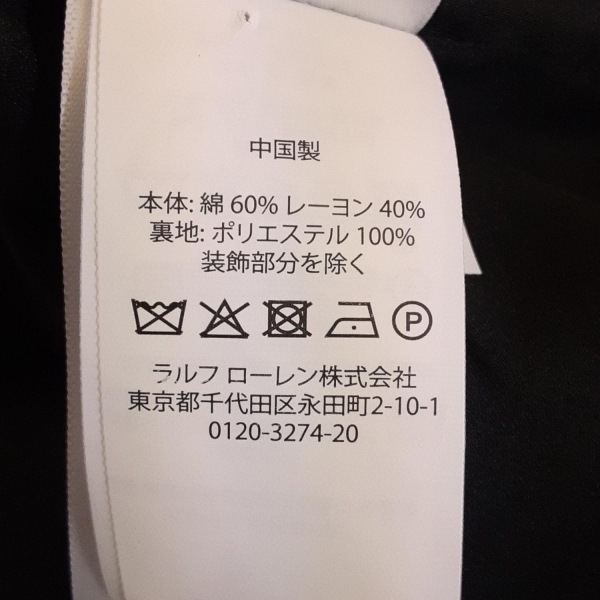 中国製
本体: 綿 60% レーヨン 40%
裏地: ポリエステル 100%
装飾部分を除く
P
ラルフ ローレン株式会社
東京都千代田区永田町2-10-1
0120-3274-20